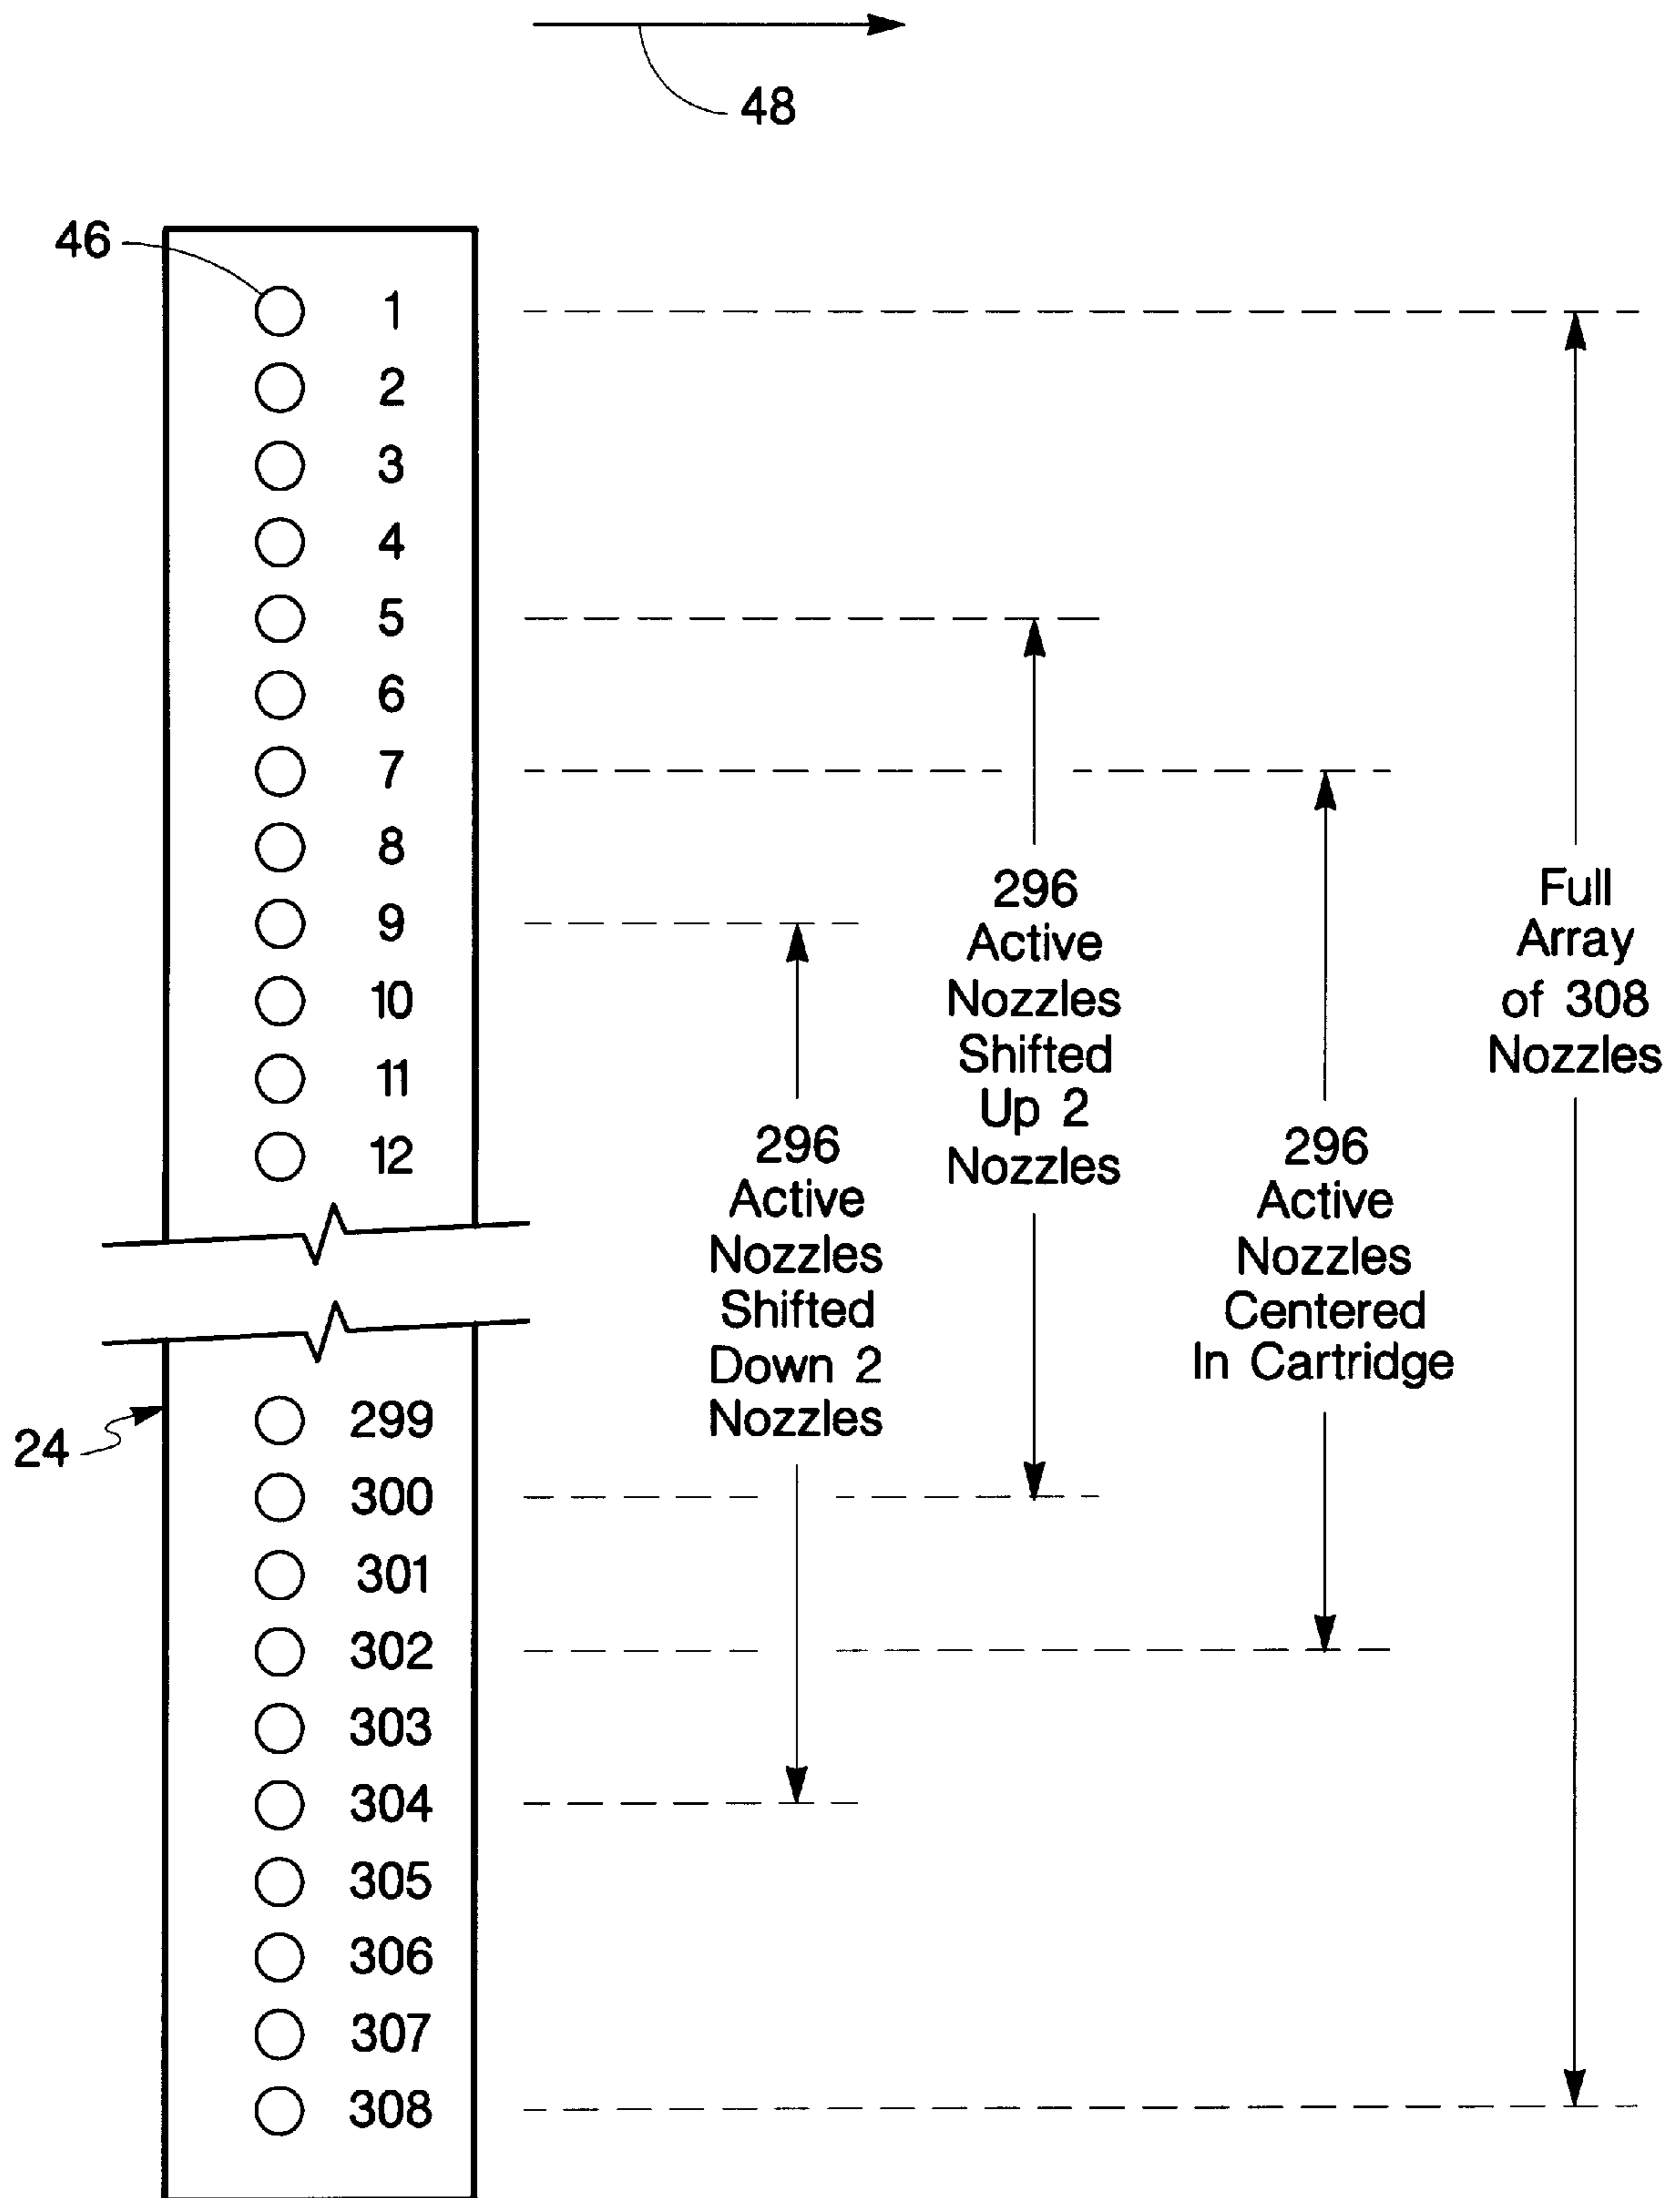 48
46
1
2
3
4
5
6
7
8
9
10
11
12
299
24
300
301
302
303
304
305
306
307
308
296
Active
Nozzles
Shifted
Down 2
Nozzles
296
Active
Nozzles
Shifted
Up 2
Nozzles
296
Active
Nozzles
Centered
In Cartridge
Full
Array
of 308
Nozzles